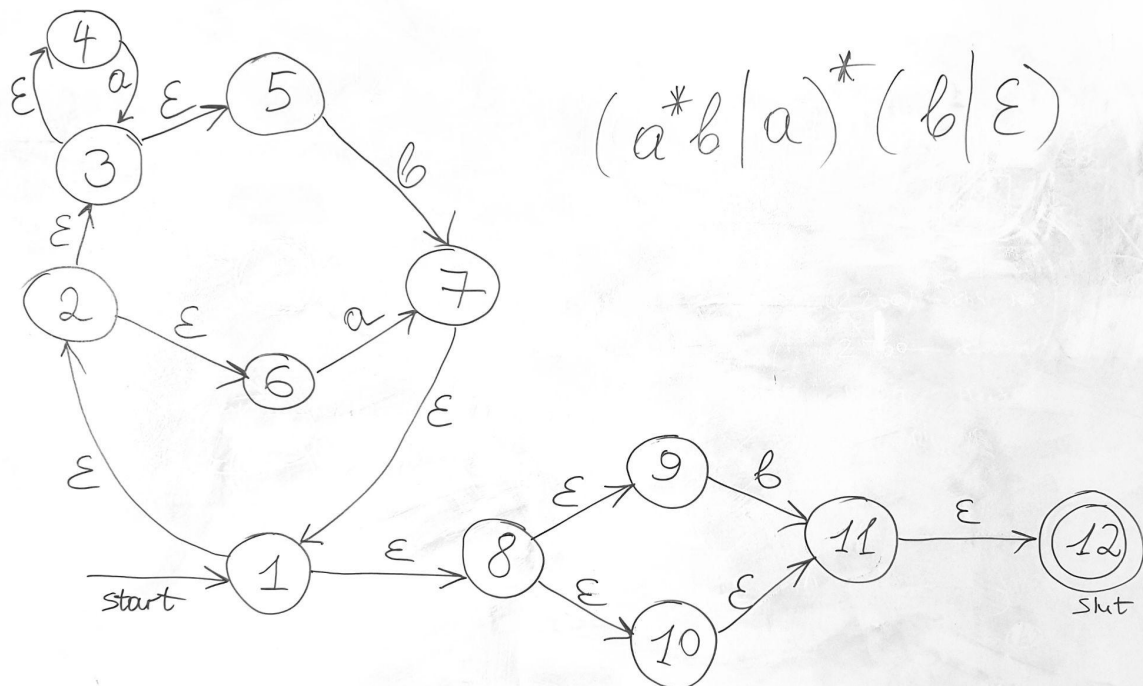 4
ε a ε 5
(a*b|a)*(b|ε)
3
b
ε
2 ε a 7
6
ε
ε 9 b
ε
start 1 ε 8 11 ε 12
ε ε slut
10